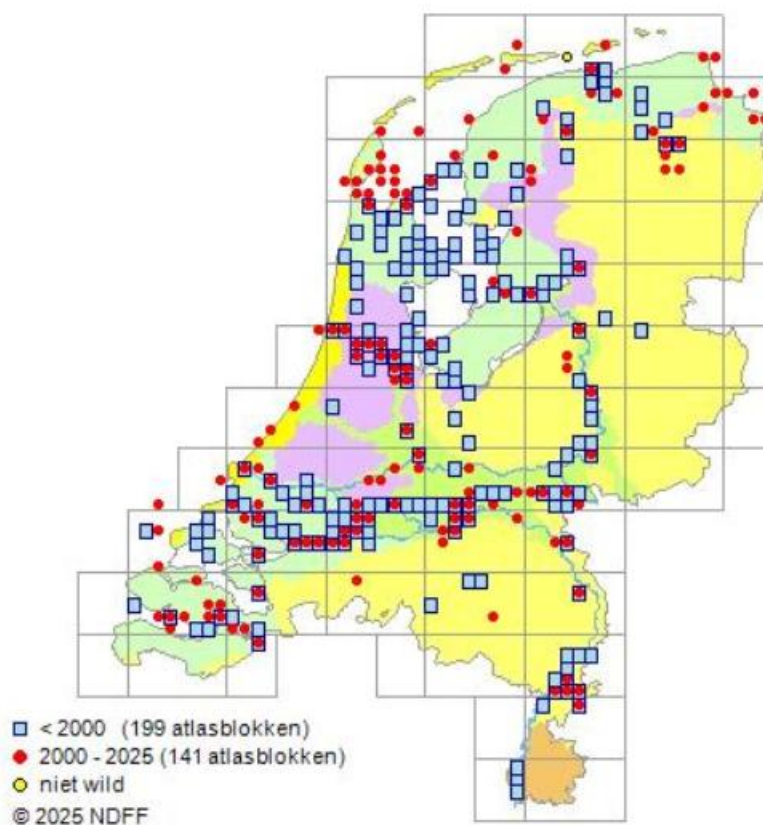 < 2000 (199 atlasblokken)
2000 - 2025 (141 atlasblokken)
niet wild
© 2025 NDFF